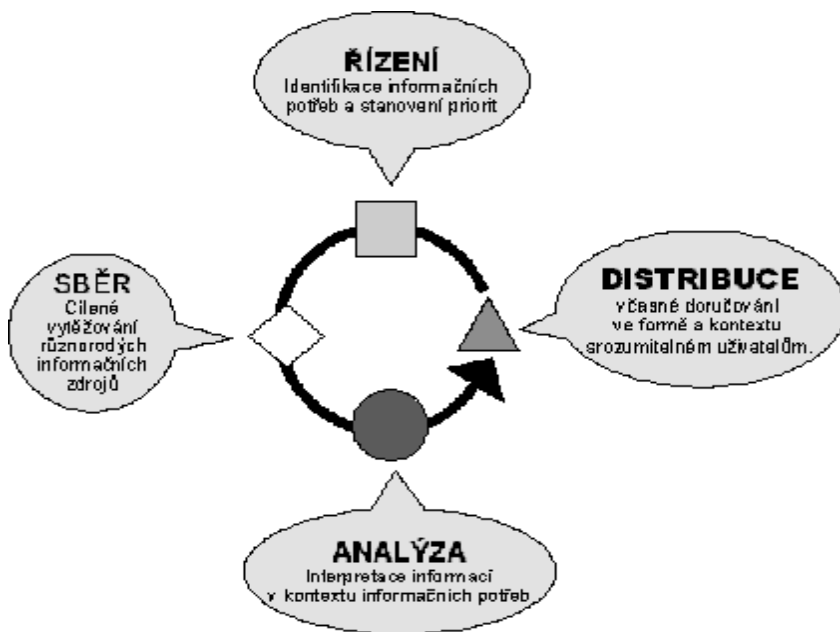 ŘÍZENÍ
Identifikace informačních
potřeb a stanovení priorit
SBĚR
Cílené
vytěžování
různorodých
informačních
zdrojů
DISTRIBUCE
včasné doručování
ve formě a kontextu
srozumitelném uživatelům.
ANALÝZA
Interpretace informací
v kontextu informačních potřeb